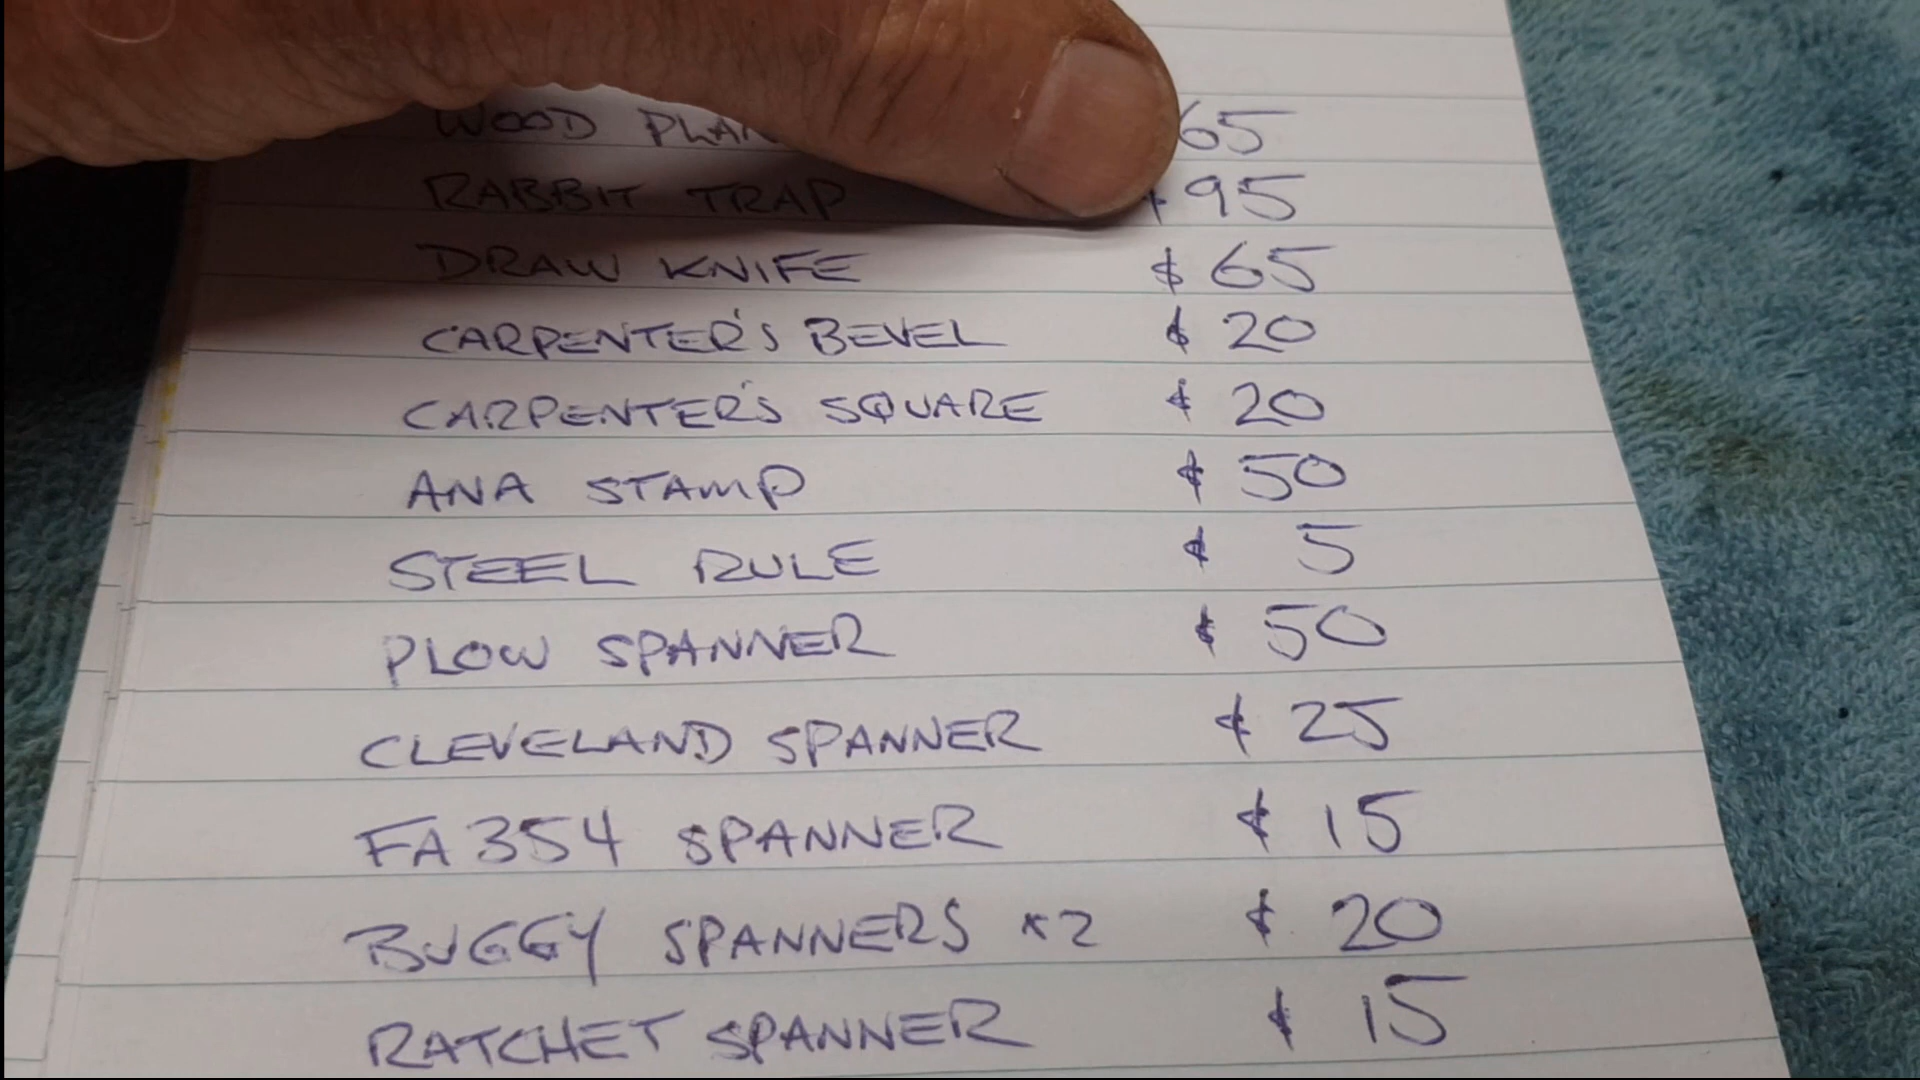 WOOD 65
RABBIT TRAP 95
DRAW KNIFE $ 65
CARPENTER'S BEVEL $ 20
CARPENTER'S SQUARE $ 20
ANA STAMP $ 50
STEEL RULE $ 5
PLOW SPANNER $ 50
CLEVELAND SPANNER $ 25
FA354 SPANNER $ 15
BUGGY SPANNERS x2 $ 20
RATCHET SPANNER $ 15